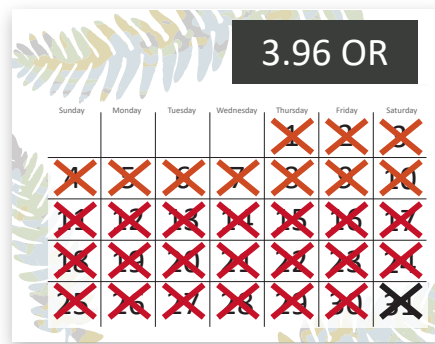 3.96 OR
Sunday Monday Tuesday Wednesday Thursday Friday Saturday
1 2 3
4 5 6 7 8 9 10
11 12 13 14 15 16 17
18 19 20 21 22 23 24
25 26 27 28 29 30 31